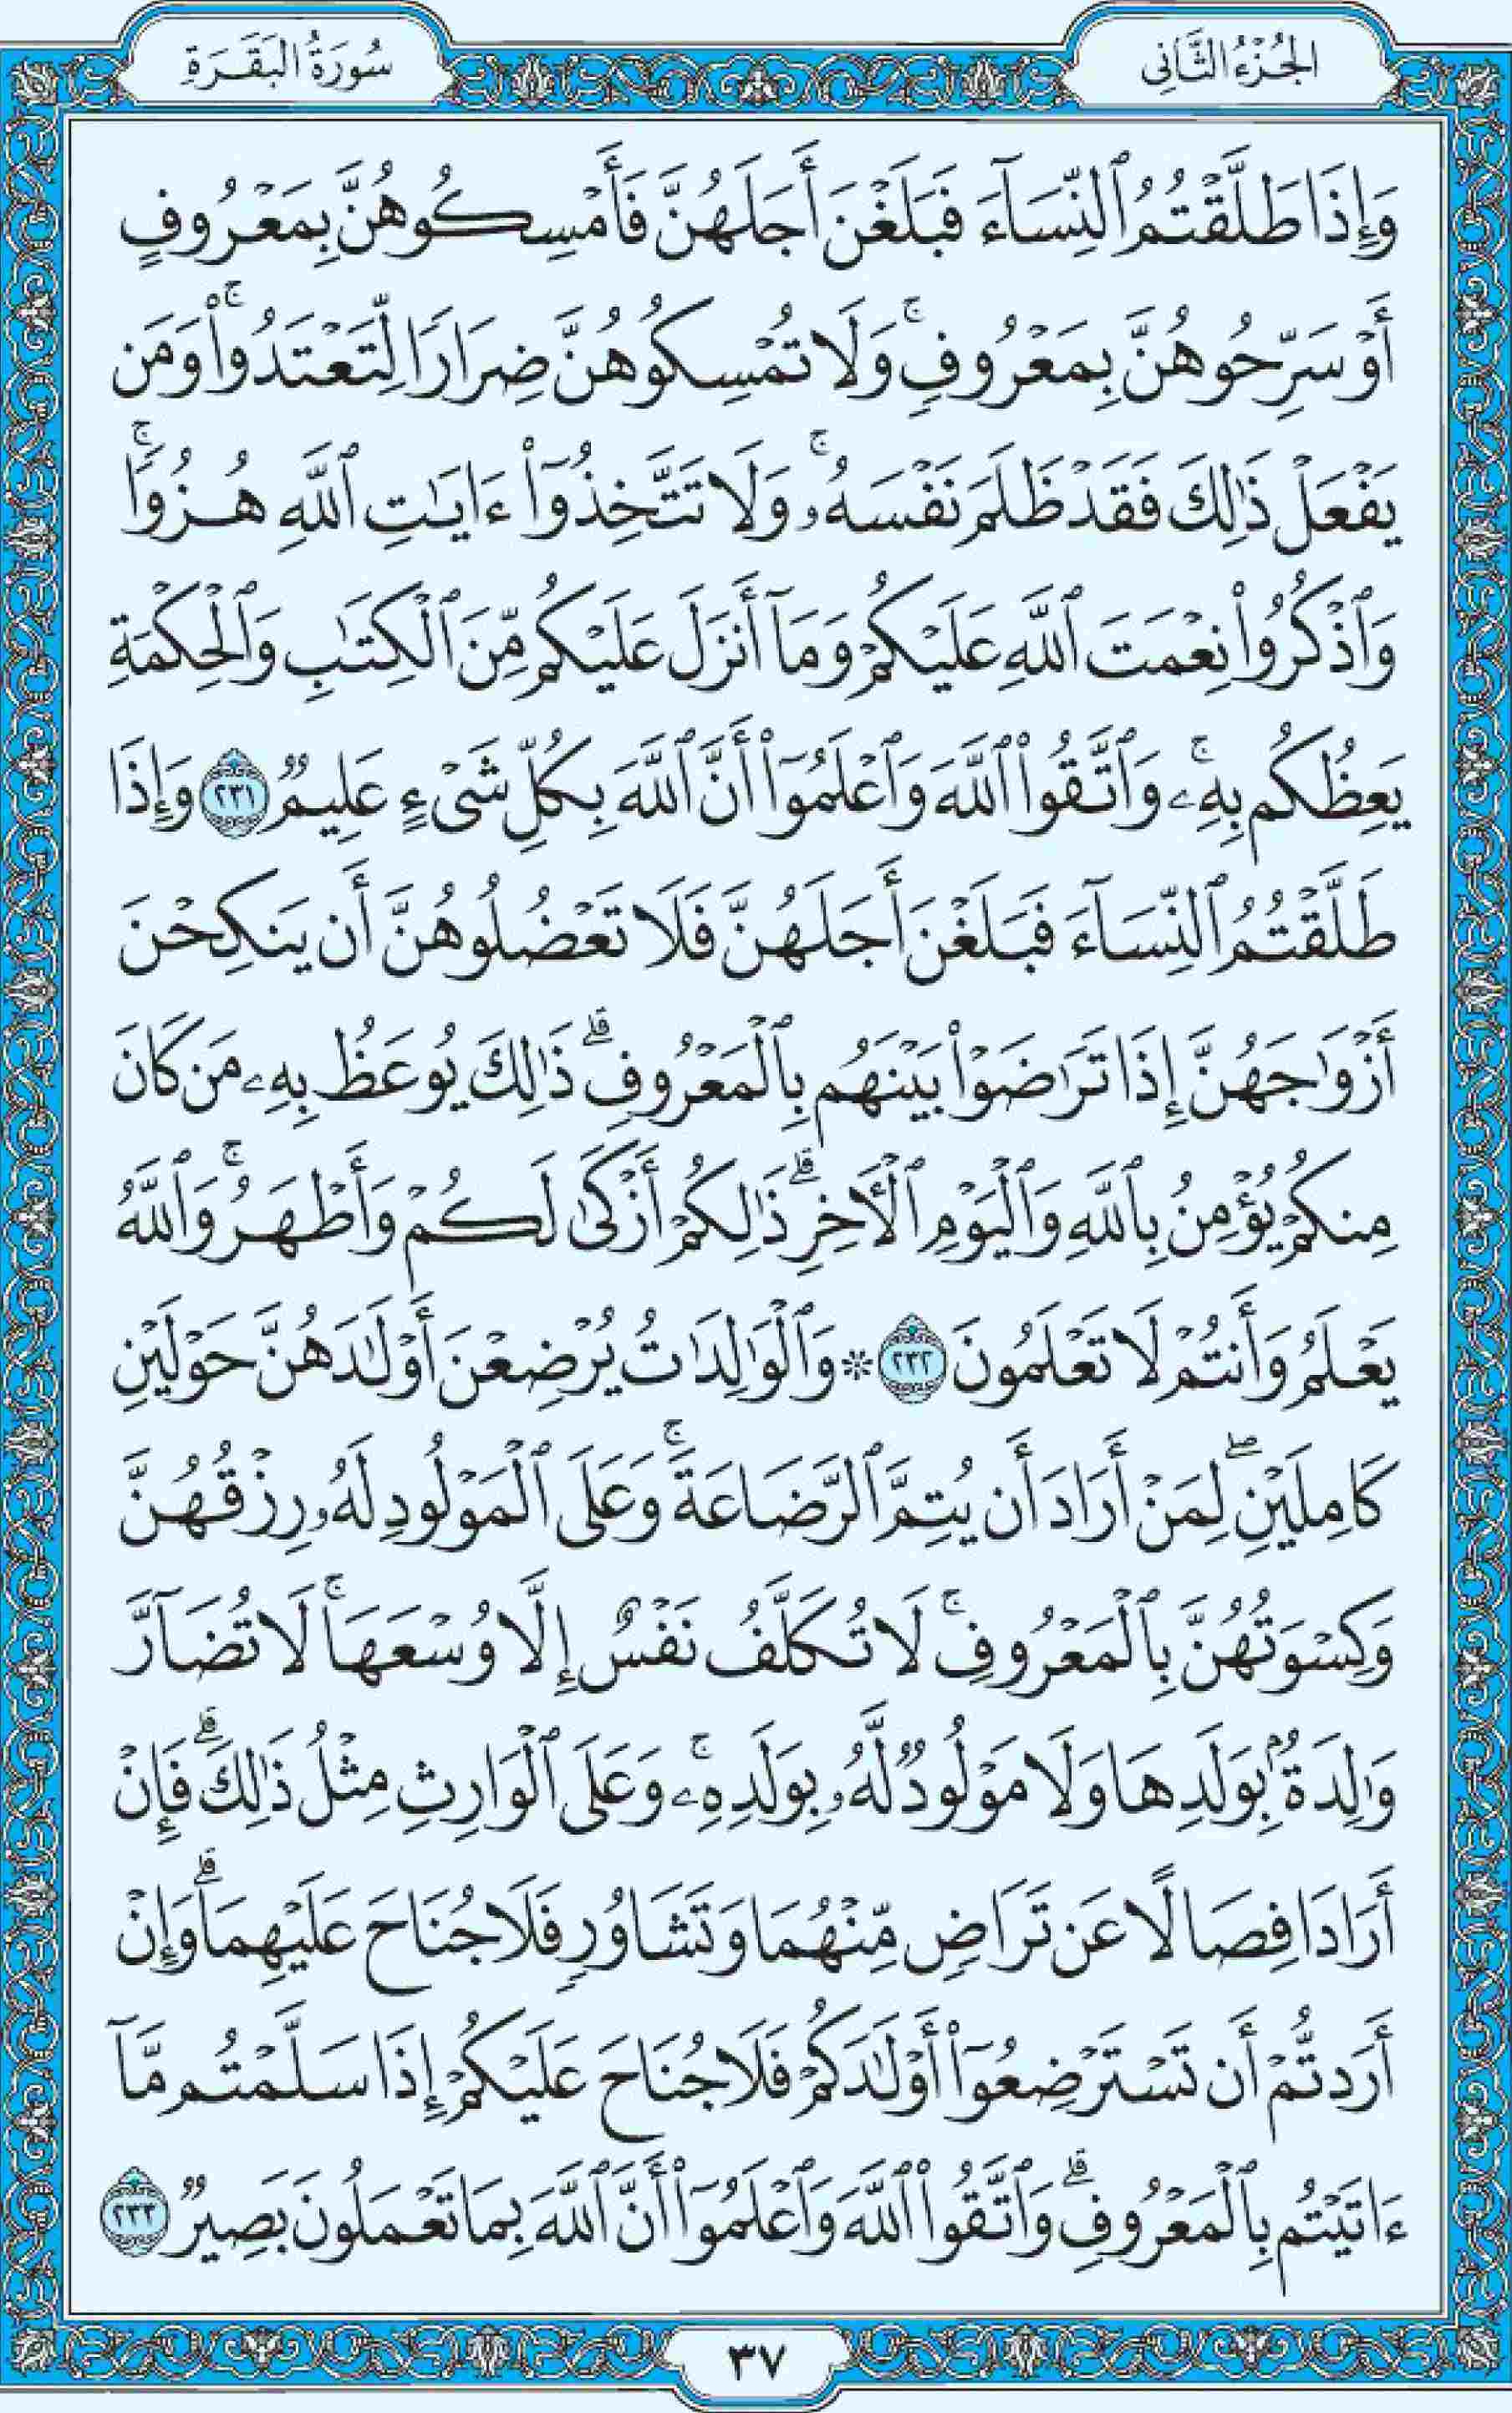 الجُزْءُ الثَّانِي
سُورَةُ البَقَرَةِ
وَإِذَا طَلَّقْتُمُ ٱلنِّسَآءَ فَبَلَغْنَ أَجَلَهُنَّ فَأَمْسِكُوهُنَّ بِمَعْرُوفٍ
أَوْ سَرِّحُوهُنَّ بِمَعْرُوفٍۚ وَلَا تُمْسِكُوهُنَّ ضِرَارًا لِّتَعْتَدُوا۟ۚ وَمَن
يَفْعَلْ ذَٰلِكَ فَقَدْ ظَلَمَ نَفْسَهُۥۚ وَلَا تَتَّخِذُوٓا۟ ءَايَٰتِ ٱللَّهِ هُزُوًاۚ
وَٱذْكُرُوا۟ نِعْمَتَ ٱللَّهِ عَلَيْكُمْ وَمَآ أَنزَلَ عَلَيْكُم مِّنَ ٱلْكِتَٰبِ وَٱلْحِكْمَةِ
يَعِظُكُم بِهِۦۚ وَٱتَّقُوا۟ ٱللَّهَ وَٱعْلَمُوٓا۟ أَنَّ ٱللَّهَ بِكُلِّ شَىْءٍ عَلِيمٌ ٢٣١ وَإِذَا
طَلَّقْتُمُ ٱلنِّسَآءَ فَبَلَغْنَ أَجَلَهُنَّ فَلَا تَعْضُلُوهُنَّ أَن يَنكِحْنَ
أَزْوَٰجَهُنَّ إِذَا تَرَٰضَوْا۟ بَيْنَهُم بِٱلْمَعْرُوفِۗ ذَٰلِكَ يُوعَظُ بِهِۦ مَن كَانَ
مِنكُمْ يُؤْمِنُ بِٱللَّهِ وَٱلْيَوْمِ ٱلْءَاخِرِۗ ذَٰلِكُمْ أَزْكَىٰ لَكُمْ وَأَطْهَرُۚ وَٱللَّهُ
يَعْلَمُ وَأَنتُمْ لَا تَعْلَمُونَ ٢٣٢ * وَٱلْوَٰلِدَٰتُ يُرْضِعْنَ أَوْلَٰدَهُنَّ حَوْلَيْنِ
كَامِلَيْنِۖ لِمَنْ أَرَادَ أَن يُتِمَّ ٱلرَّضَاعَةَۚ وَعَلَى ٱلْمَوْلُودِ لَهُۥ رِزْقُهُنَّ
وَكِسْوَتُهُنَّ بِٱلْمَعْرُوفِۚ لَا تُكَلَّفُ نَفْسٌ إِلَّا وُسْعَهَاۚ لَا تُضَآرَّ
وَٰلِدَةٌۢ بِوَلَدِهَا وَلَا مَوْلُودٌ لَّهُۥ بِوَلَدِهِۦۚ وَعَلَى ٱلْوَارِثِ مِثْلُ ذَٰلِكَۗ فَإِنْ
أَرَادَا فِصَالًا عَن تَرَاضٍ مِّنْهُمَا وَتَشَاوُرٍ فَلَا جُنَاحَ عَلَيْهِمَاۗ وَإِنْ
أَرَدتُّمْ أَن تَسْتَرْضِعُوٓا۟ أَوْلَٰدَكُمْ فَلَا جُنَاحَ عَلَيْكُمْ إِذَا سَلَّمْتُم مَّآ
ءَاتَيْتُم بِٱلْمَعْرُوفِۗ وَٱتَّقُوا۟ ٱللَّهَ وَٱعْلَمُوٓا۟ أَنَّ ٱللَّهَ بِمَا تَعْمَلُونَ بَصِيرٌ ٢٣٣
٣٧